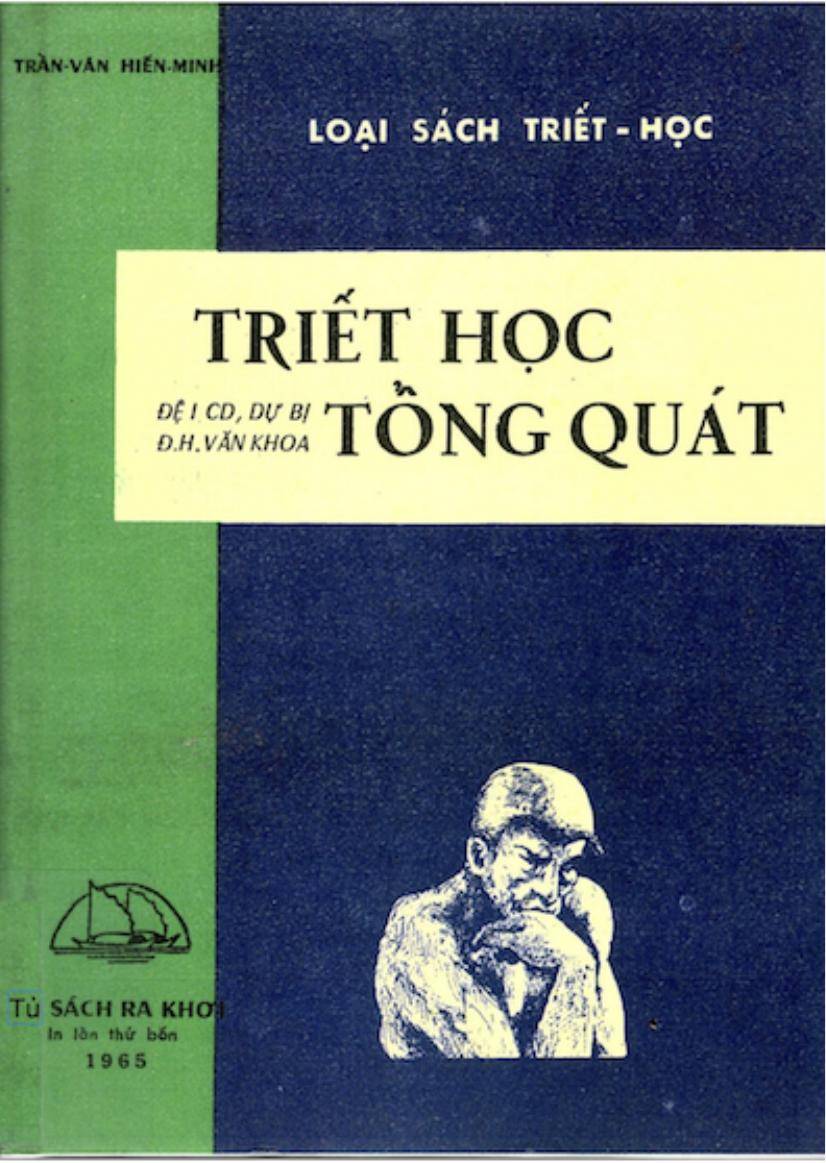 TRẦN-VĂN HIẾN-MINH
LOẠI SÁCH TRIẾT - HỌC
TRIẾT HỌC
ĐỆ I CD, DỰ BỊ
Đ.H. VĂN KHOA
TỔNG QUÁT
Tủ SÁCH RA KHƠI
In lần thứ bốn
1965